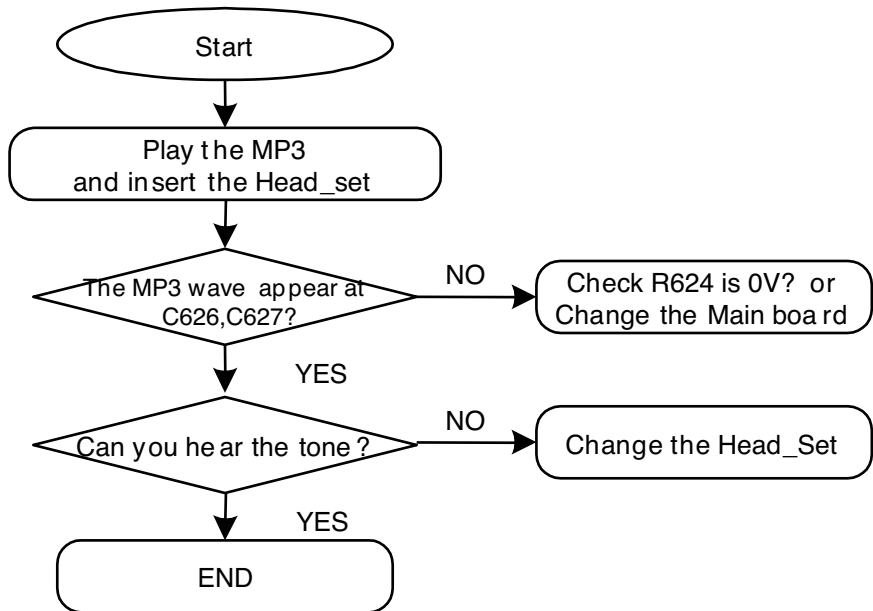 Start
Play the MP3
and insert the Head_set
The MP3 wave appear at
C626,C627?
NO
Check R624 is 0V? or
Change the Main board
YES
Can you hear the tone?
NO
Change the Head_Set
YES
END